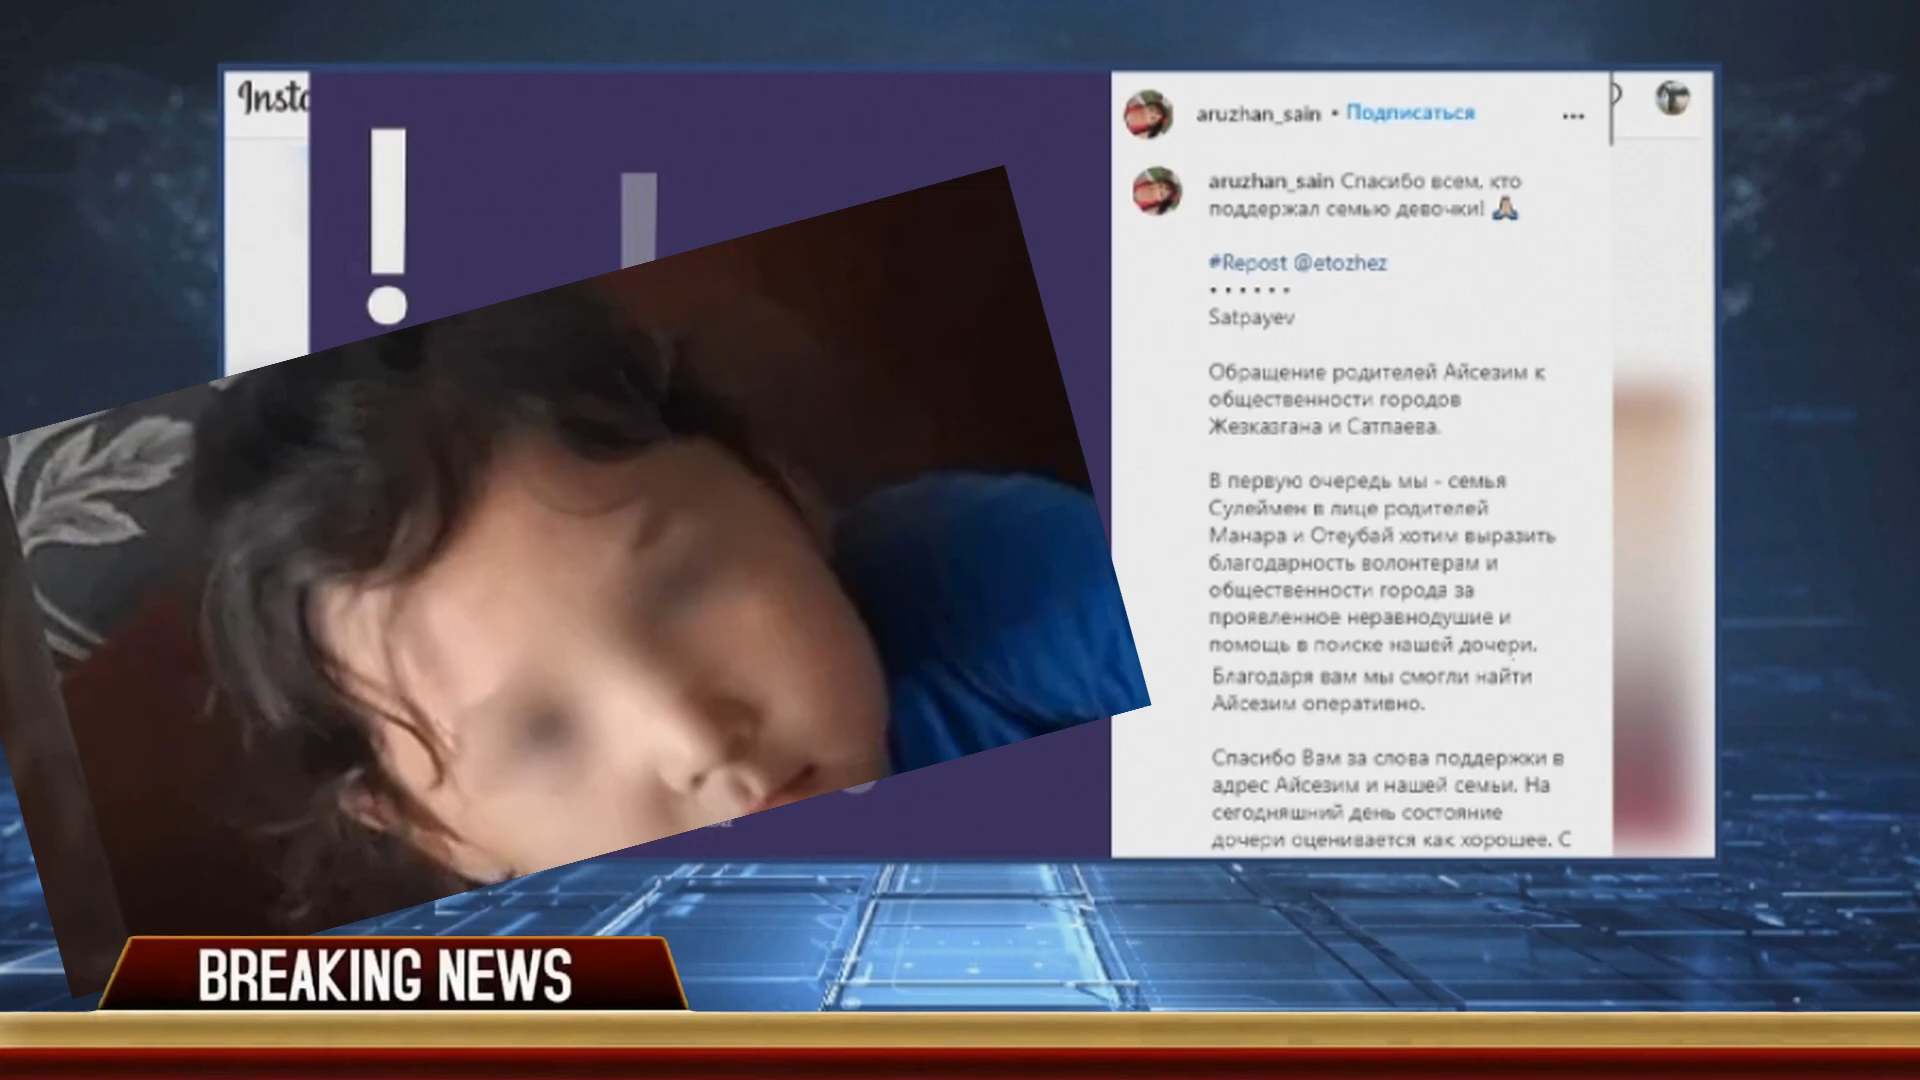 Insta
aruzhan_sain • Подписаться
aruzhan_sain Спасибо всем, кто
поддержал семью девочки! 🙏🏼
#Repost @etozhez
• • • • • •
Satpayev
Обращение родителей Айсезим к
общественности городов
Жезказгана и Сатпаева.
В первую очередь мы - семья
Сулеймен в лице родителей
Манара и Отеубай хотим выразить
благодарность волонтерам и
общественности города за
проявленное неравнодушие и
помощь в поиске нашей дочери.
Благодаря вам мы смогли найти
Айсезим оперативно.
Спасибо Вам за слова поддержки в
адрес Айсезим и нашей семьи. На
сегодняшний день состояние
дочери оценивается как хорошее. С
BREAKING NEWS